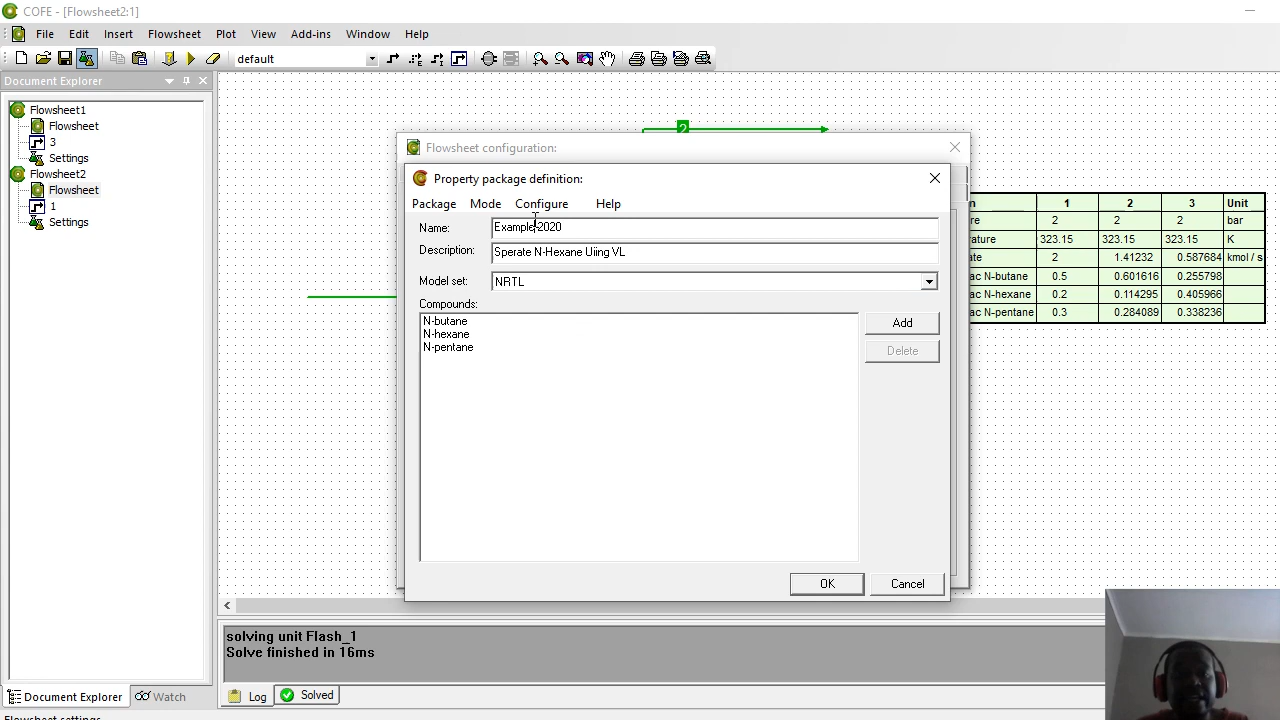 COFE - [Flowsheet2:1]
File Edit Insert Flowsheet Plot View Add-ins Window Help
default
Document Explorer
Flowsheet1
Flowsheet
3
Settings
Flowsheet2
Flowsheet
1
Settings
2
Flowsheet configuration:
Property package definition:
Package Mode Configure Help
Name: Example-2020
Description: Sperate N-Hexane Uiing VL
Model set: NRTL
Compounds:
N-butane
N-hexane
N-pentane
Add
Delete
OK Cancel
n 1 2 3 Unit
re 2 2 2 bar
rature 323.15 323.15 323.15 K
ate 2 1.41232 0.587684 kmol / s
ac N-butane 0.5 0.601616 0.255798
ac N-hexane 0.2 0.114295 0.405966
ac N-pentane 0.3 0.284089 0.338236
solving unit Flash_1
Solve finished in 16ms
Document Explorer Watch
Log Solved
Flowsheet settings